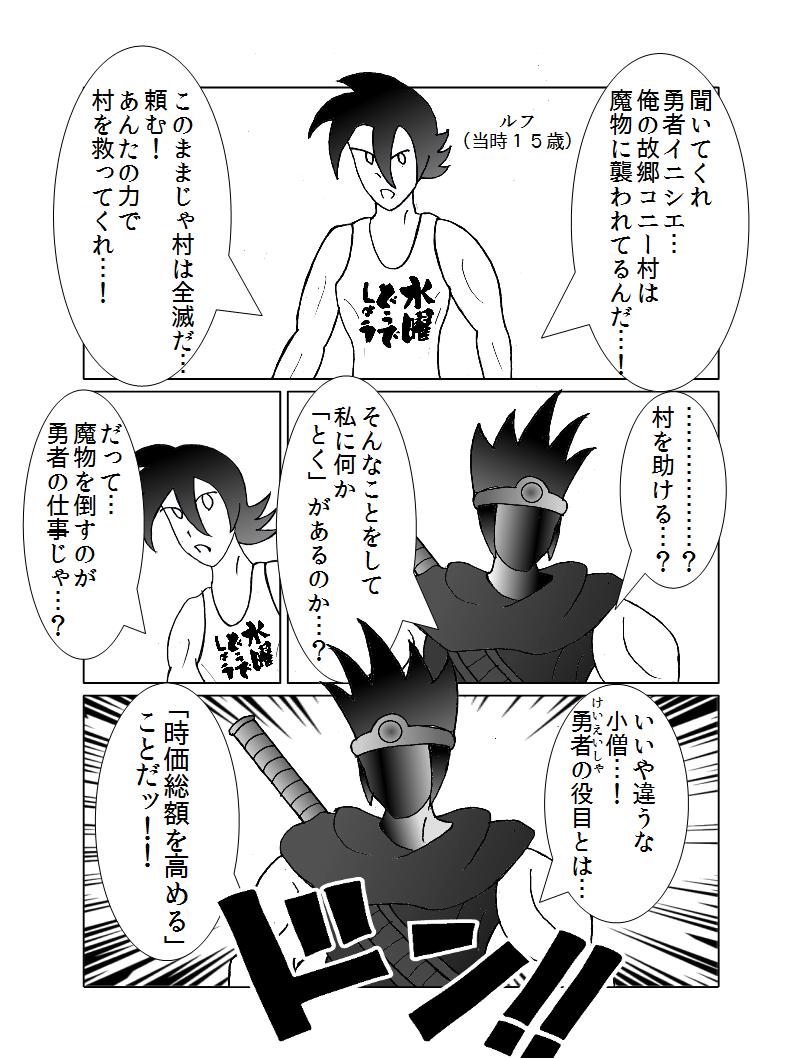 聞いてくれ
勇者イニシエ…
俺の故郷コニー村は
魔物に襲われてるんだ…!
ルフ
(当時15歳)
このままじゃ村は全滅だ…
頼む!
あんたの力で
村を救ってくれ…!
水曜
どうで
しょう
………………?
村を助ける…?
そんなことをして
私に何か
「とく」があるのか…?
だって…
魔物を倒すのが
勇者の仕事じゃ…?
水曜
どうで
しょう
いいや違うな
小僧…!
けいえいしゃ
勇者の役目とは…
「時価総額を高める」
ことだッ!!
ドン!!